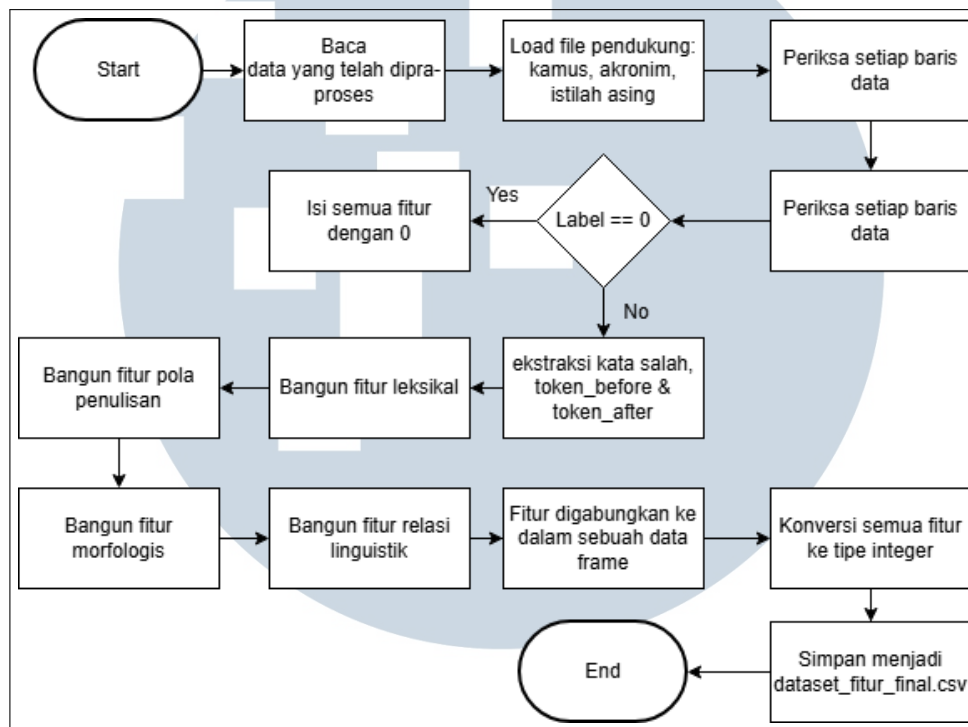 Start
Baca
data yang telah dipra-
proses
Load file pendukung:
kamus, akronim,
istilah asing
Periksa setiap baris
data
Periksa setiap baris
data
Label == 0
Yes
Isi semua fitur
dengan 0
No
ekstraksi kata salah,
token_before &
token_after
Bangun fitur leksikal
Bangun fitur pola
penulisan
Bangun fitur
morfologis
Bangun fitur relasi
linguistik
Fitur digabungkan ke
dalam sebuah data
frame
Konversi semua fitur
ke tipe integer
Simpan menjadi
dataset_fitur_final.csv
End